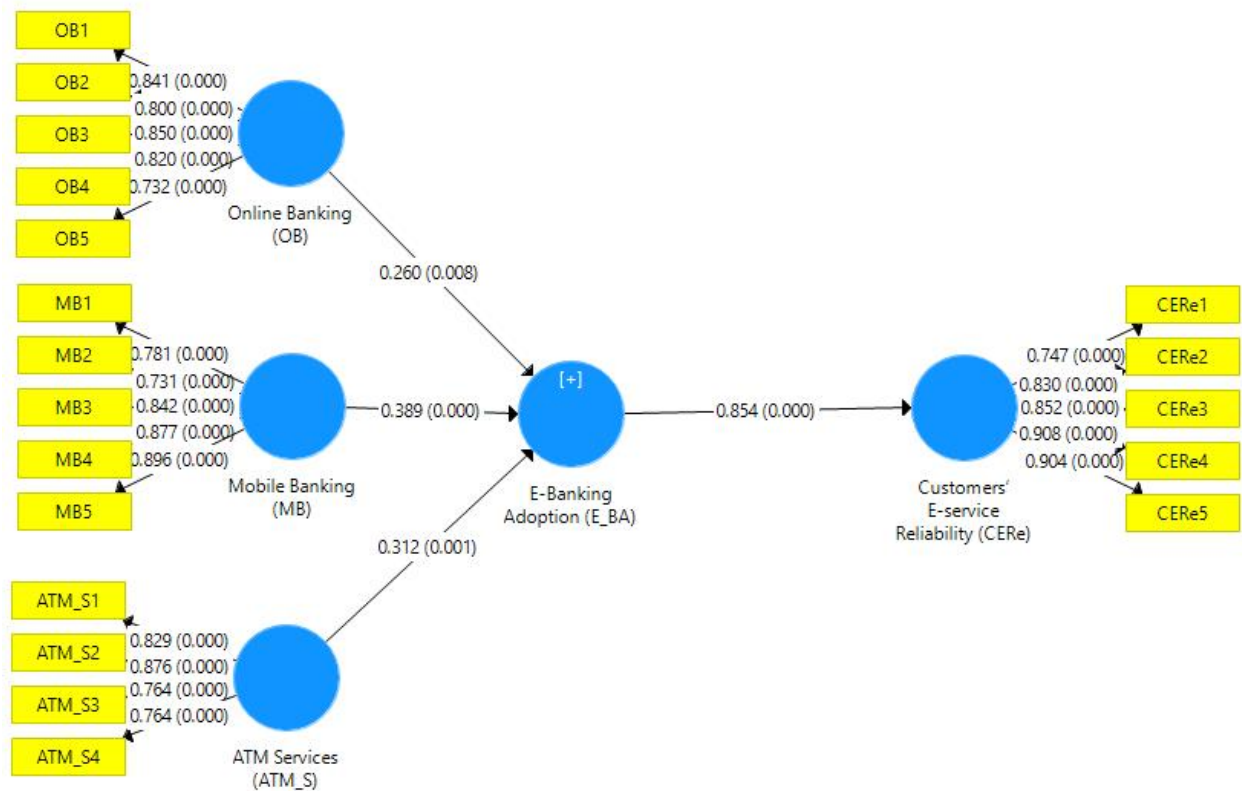 OB1
OB2
OB3
OB4
OB5
0.841 (0.000)
0.800 (0.000)
0.850 (0.000)
0.820 (0.000)
0.732 (0.000)
Online Banking
(OB)
0.260 (0.008)
MB1
MB2
MB3
MB4
MB5
0.781 (0.000)
0.731 (0.000)
0.842 (0.000)
0.877 (0.000)
0.896 (0.000)
Mobile Banking
(MB)
0.389 (0.000)
[+]
E-Banking
Adoption (E_BA)
0.854 (0.000)
Customers'
E-service
Reliability (CERe)
0.747 (0.000)
0.830 (0.000)
0.852 (0.000)
0.908 (0.000)
0.904 (0.000)
CERe1
CERe2
CERe3
CERe4
CERe5
0.312 (0.001)
ATM_S1
ATM_S2
ATM_S3
ATM_S4
0.829 (0.000)
0.876 (0.000)
0.764 (0.000)
0.764 (0.000)
ATM Services
(ATM_S)